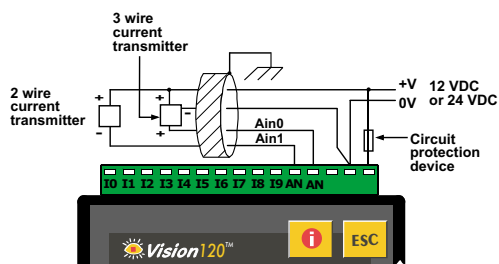 3 wire
current
transmitter
2 wire
current
transmitter
+
-
+
-
+
Ain0
Ain1
+V
0V
12 VDC
or 24 VDC
Circuit
protection
device
I0 I1 I2 I3 I4 I5 I6 I7 I8 I9 AN AN
Vision120™
i
ESC